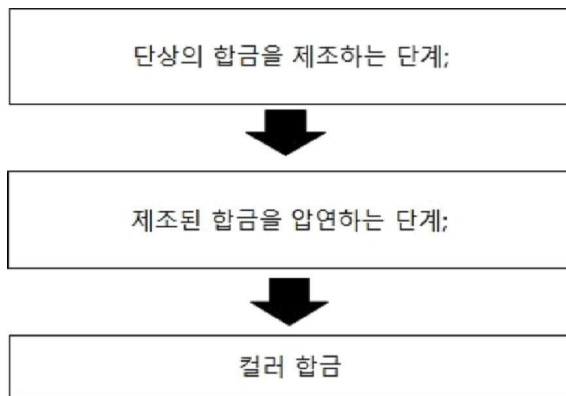 단상의 합금을 제조하는 단계;
제조된 합금을 압연하는 단계;
컬러 합금